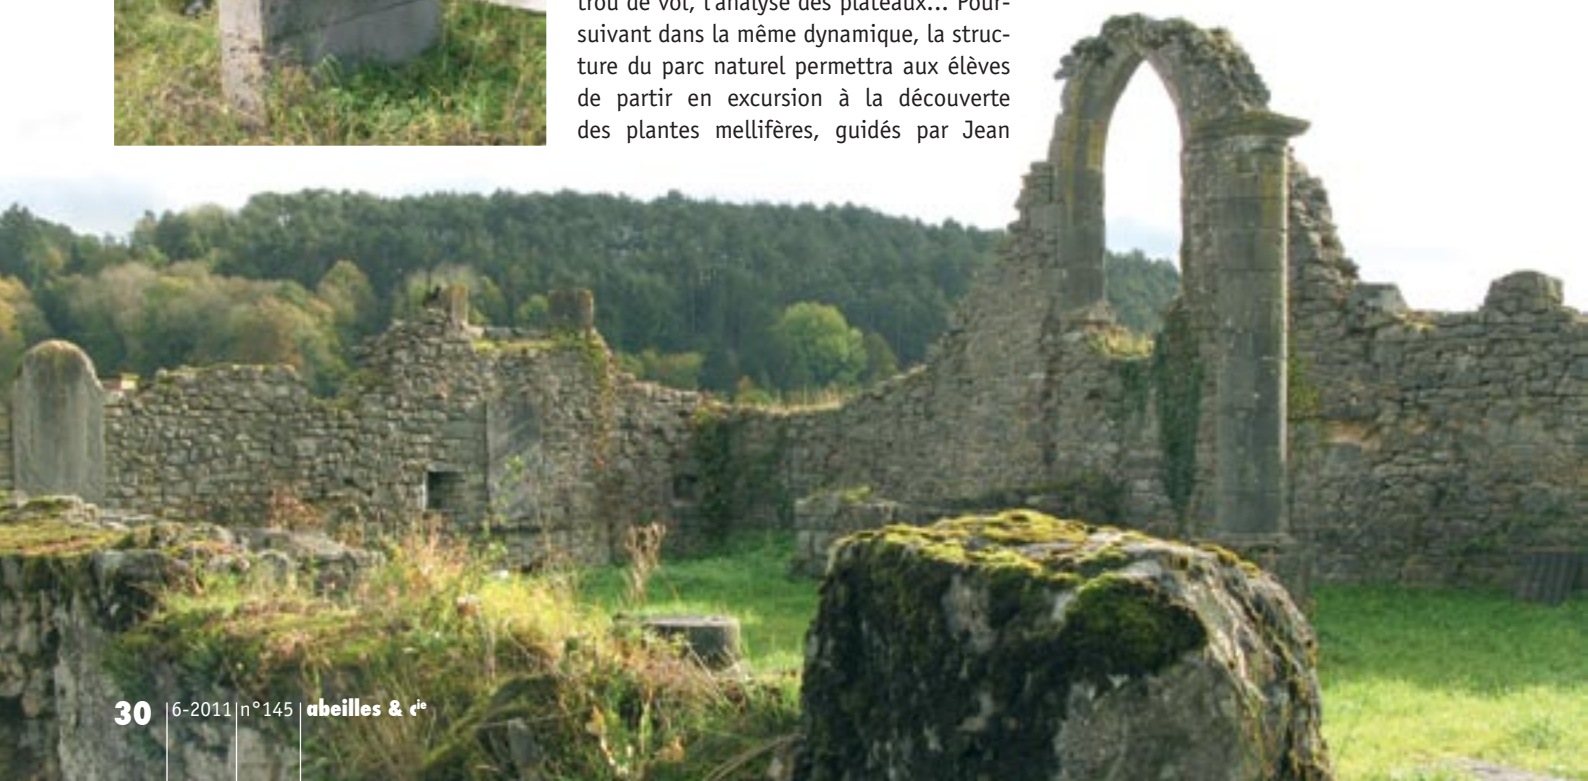 trou de vol, l'analyse des plateaux... Pour-
suivant dans la même dynamique, la struc-
ture du parc naturel permettra aux élèves
de partir en excursion à la découverte
des plantes mellifères, guidés par Jean
30 |6-2011|n°145| abeilles & cie